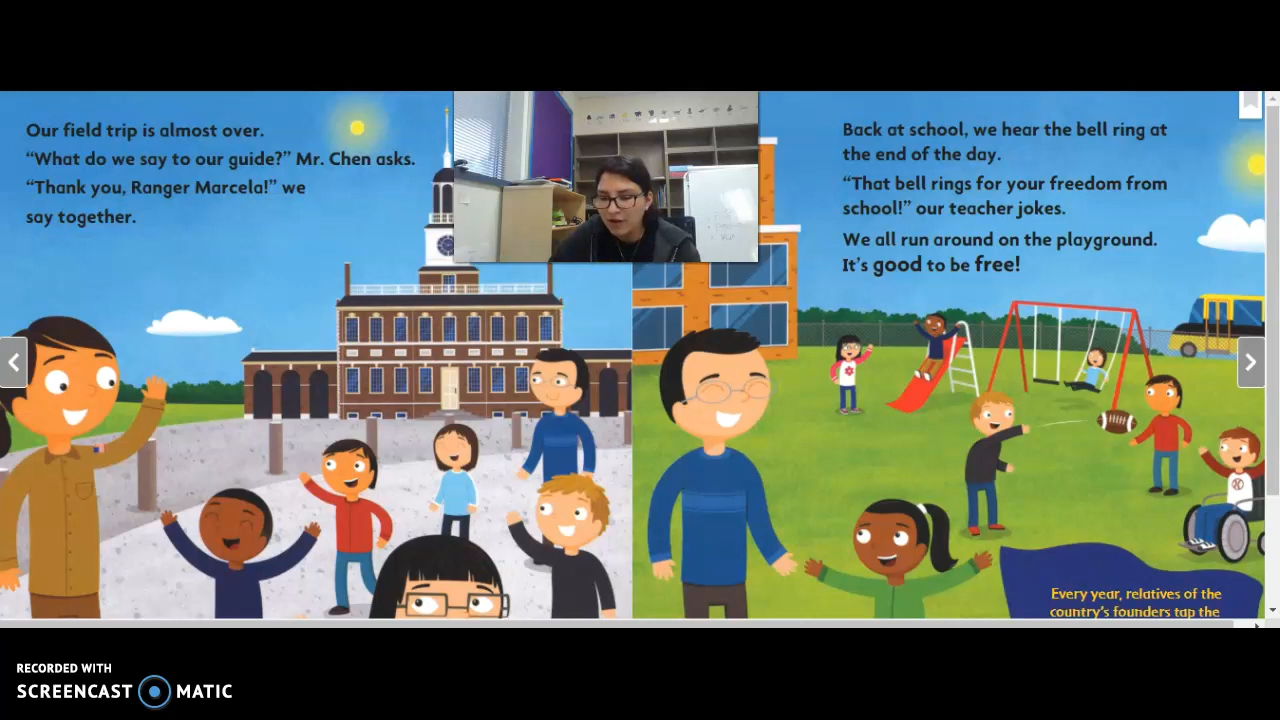 Our field trip is almost over.
“What do we say to our guide?” Mr. Chen asks.
“Thank you, Ranger Marcela!” we
say together.
Back at school, we hear the bell ring at
the end of the day.
“That bell rings for your freedom from
school!” our teacher jokes.
We all run around on the playground.
It’s good to be free!
Every year, relatives of the
country’s founders tap the
RECORDED WITH
SCREENCAST MATIC